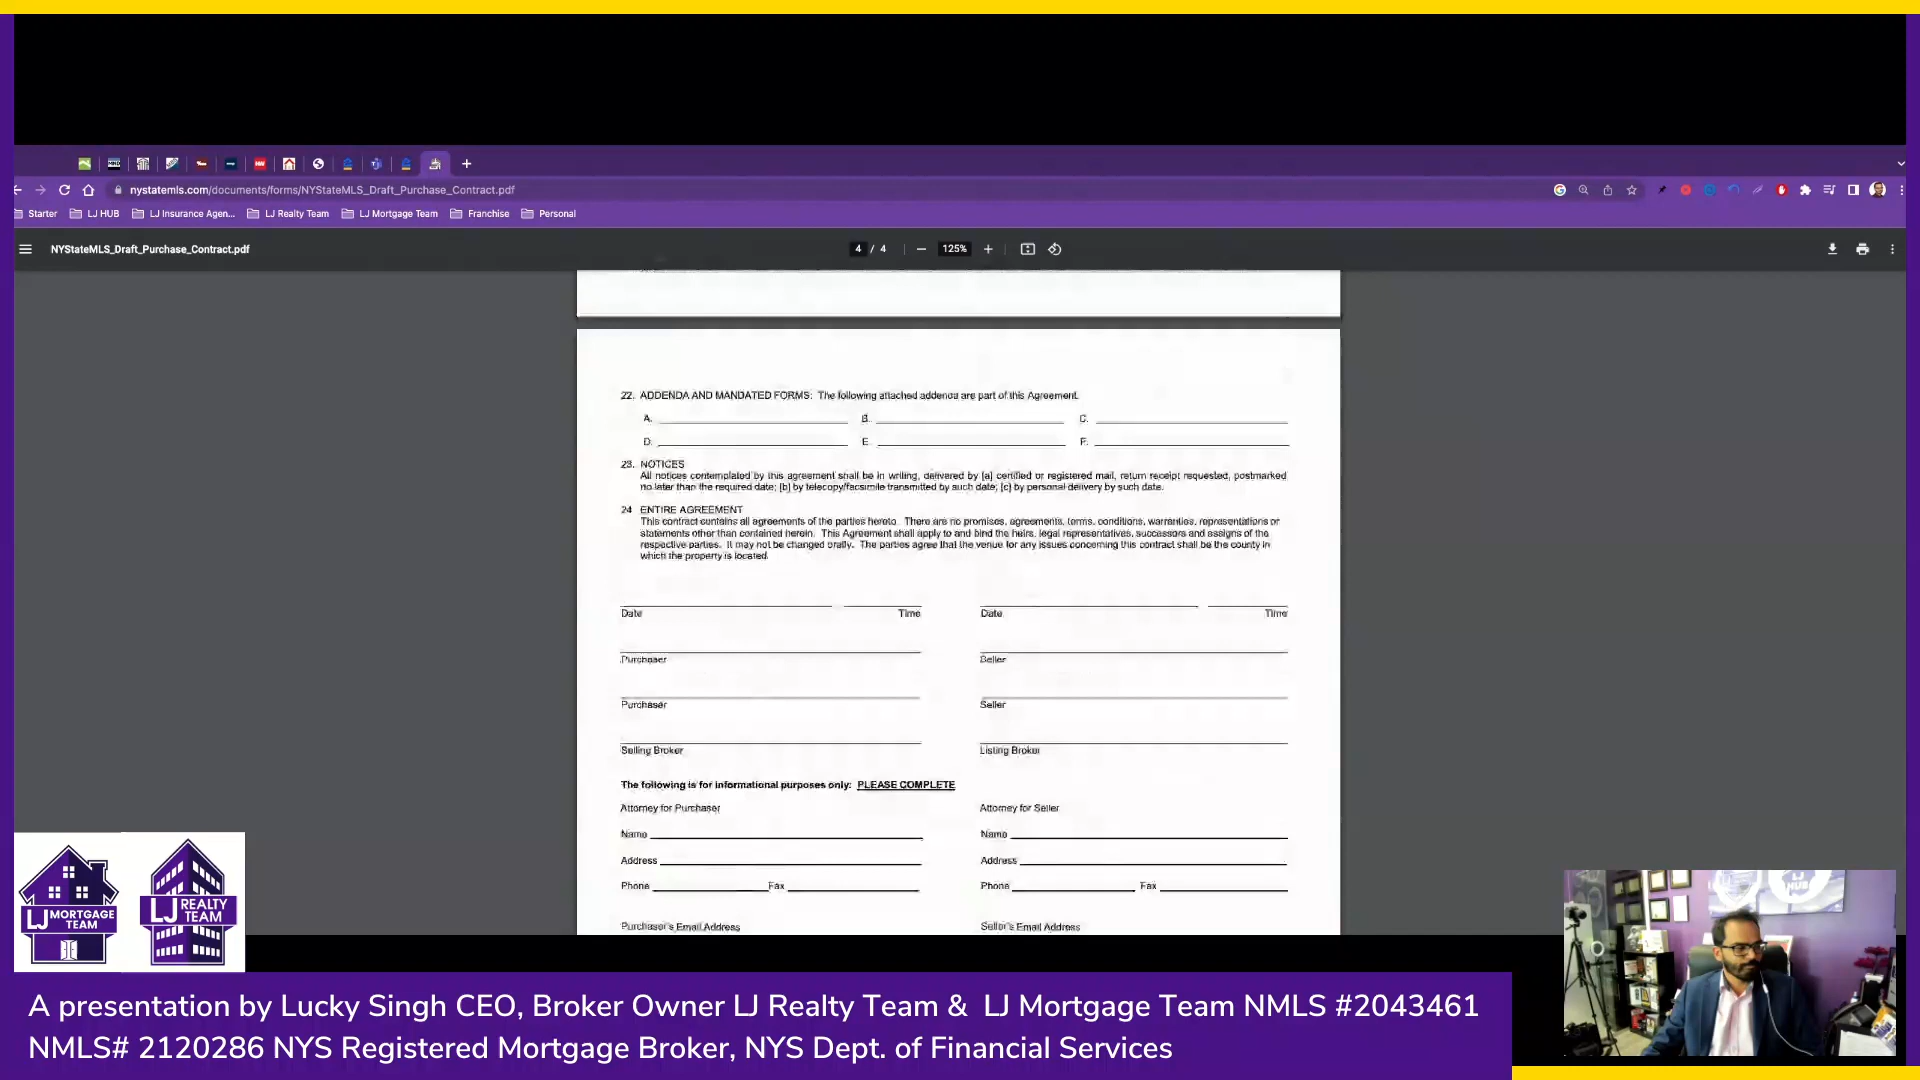 nystatemls.com/documents/forms/NYStateMLS_Draft_Purchase_Contract.pdf
Starter LJ HUB LJ Insurance Agen... LJ Realty Team LJ Mortgage Team Franchise Personal
NYStateMLS_Draft_Purchase_Contract.pdf 4 / 4 125%
22. ADDENDA AND MANDATED FORMS: The following attached addenda are part of this Agreement.
A. B. C.
D. E. F.
23. NOTICES
All notices contemplated by this agreement shall be in writing, delivered by (a) certified or registered mail, return receipt requested, postmarked
no later than the required date; (b) by telecopy/facsimile transmitted by such date; (c) by personal delivery by such date.
24 ENTIRE AGREEMENT
This contract contains all agreements of the parties hereto. There are no promises, agreements, terms, conditions, warranties, representations or
statements other than contained herein. This Agreement shall apply to and bind the heirs, legal representatives, successors and assigns of the
respective parties. It may not be changed orally. The parties agree that the venue for any issues concerning this contract shall be the county in
which the property is located.
Date Time Date Time
Purchaser Seller
Purchaser Seller
Selling Broker Listing Broker
The following is for informational purposes only: PLEASE COMPLETE
Attorney for Purchaser Attorney for Seller
Name Name
Address Address
Phone Fax Phone Fax
Purchaser's Email Address Seller's Email Address
LJ MORTGAGE TEAM
LJ REALTY TEAM
LJ HUB
A presentation by Lucky Singh CEO, Broker Owner LJ Realty Team & LJ Mortgage Team NMLS #2043461
NMLS# 2120286 NYS Registered Mortgage Broker, NYS Dept. of Financial Services